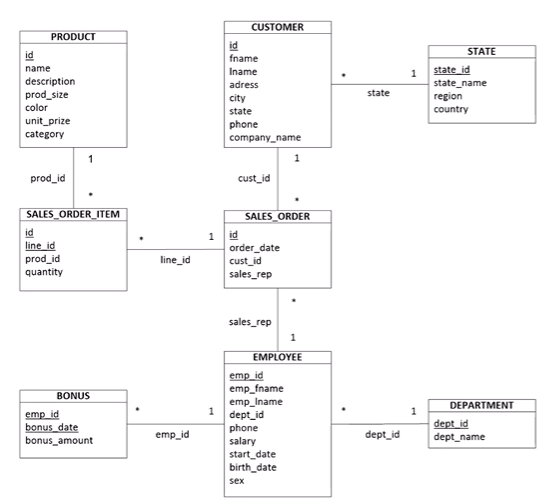 PRODUCT
id
name
description
prod_size
color
unit_prize
category
CUSTOMER
id
fname
lname
adress
city
state
phone
company_name
STATE
state_id
state_name
region
country
*
1
state
1
prod_id
*
1
cust_id
*
SALES_ORDER_ITEM
id
line_id
prod_id
quantity
*
1
line_id
SALES_ORDER
id
order_date
cust_id
sales_rep
*
sales_rep
1
EMPLOYEE
emp_id
emp_fname
emp_lname
dept_id
phone
salary
start_date
birth_date
sex
BONUS
emp_id
bonus_date
bonus_amount
*
1
emp_id
*
1
dept_id
DEPARTMENT
dept_id
dept_name